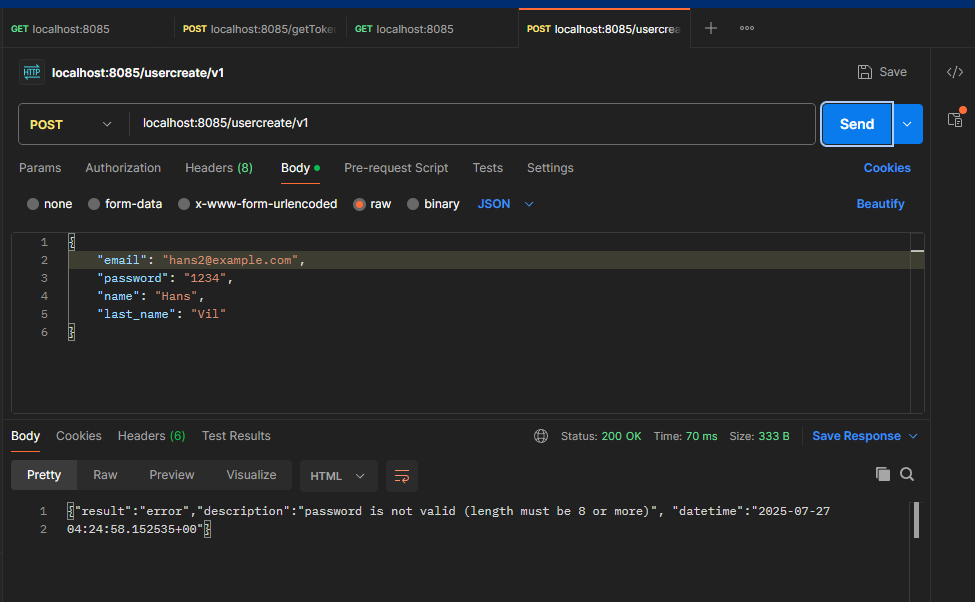 GET localhost:8085
POST localhost:8085/getToke
GET localhost:8085
POST localhost:8085/usercrea
HTTP localhost:8085/usercreate/v1
Save
POST
localhost:8085/usercreate/v1
Send
Params
Authorization
Headers (8)
Body
Pre-request Script
Tests
Settings
Cookies
none
form-data
x-www-form-urlencoded
raw
binary
JSON
Beautify
1 {
2 "email": "hans2@example.com",
3 "password": "1234",
4 "name": "Hans",
5 "last_name": "Vil"
6 }
Body
Cookies
Headers (6)
Test Results
Status: 200 OK
Time: 70 ms
Size: 333 B
Save Response
Pretty
Raw
Preview
Visualize
HTML
1 {"result":"error","description":"password is not valid (length must be 8 or more)", "datetime":"2025-07-27
2 04:24:58.152535+00"}